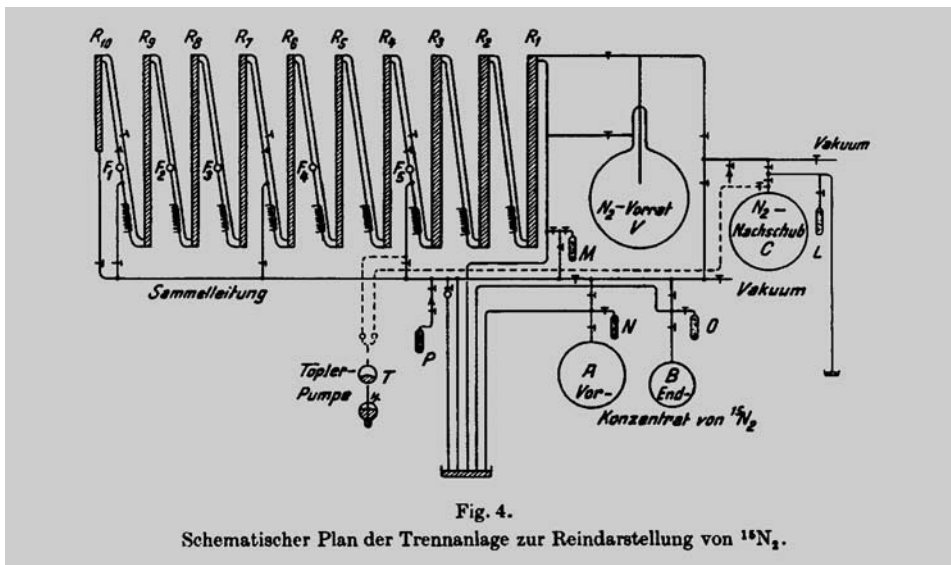 R10 R9 R8 R7 R6 R5 R4 R3 R2 R1
Vakuum
F1 F2 F3 F4 F5
N2-Vorrat
V
N2-
Nachschub
C
L
M
Sammelleitung
Vakuum
P
N
O
Töpler-
Pumpe
T
A
Vor-
B
End-
Konzentrat von ¹⁵N₂
Fig. 4.
Schematischer Plan der Trennanlage zur Reindarstellung von ¹⁵N₂.